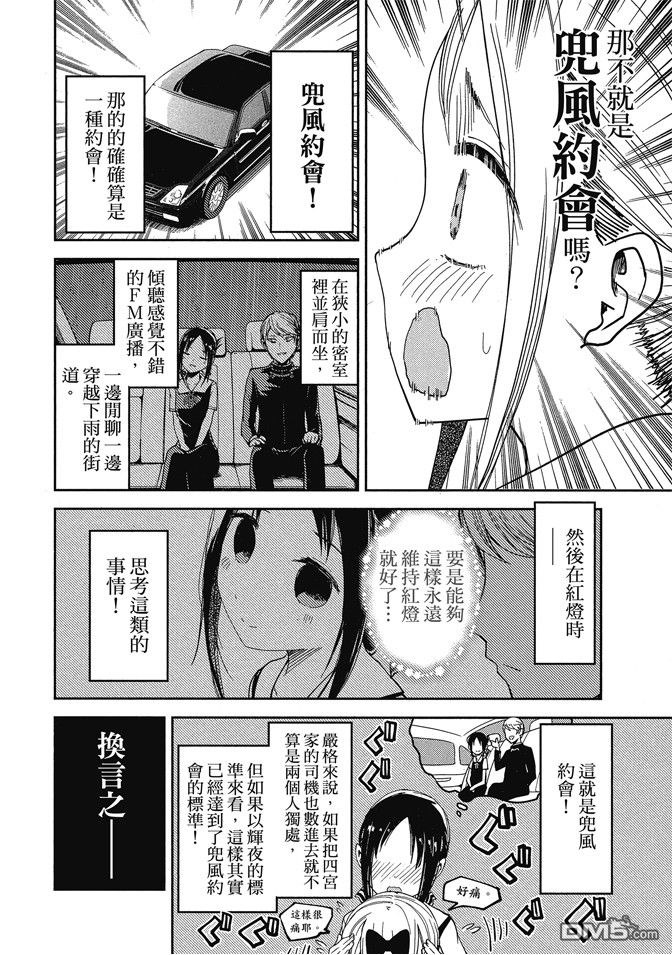 那不就是
兜風約會
嗎？
兜風約會！
那的的確確算是
一種約會！
在狹小的密室
裡並肩而坐，
傾聽感覺不錯
的FM廣播，
一邊閒聊一邊
穿越下雨的街
道。
然後在紅燈時
——
要是能夠
這樣永遠
維持紅燈
就好了…
思考這類的
事情！
這就是兜風
約會！
嚴格來說，如果把四宮
家的司機也數進去就不
算是兩個人獨處，
但如果以輝夜的標
準來看，這樣其實
已經達到了兜風約
會的標準！
好痛。
這樣很
痛耶。
換言之——
DM5.com